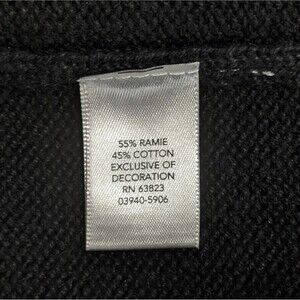 55% RAMIE
45% COTTON
EXCLUSIVE OF
DECORATION
RN 63823
03940-5906